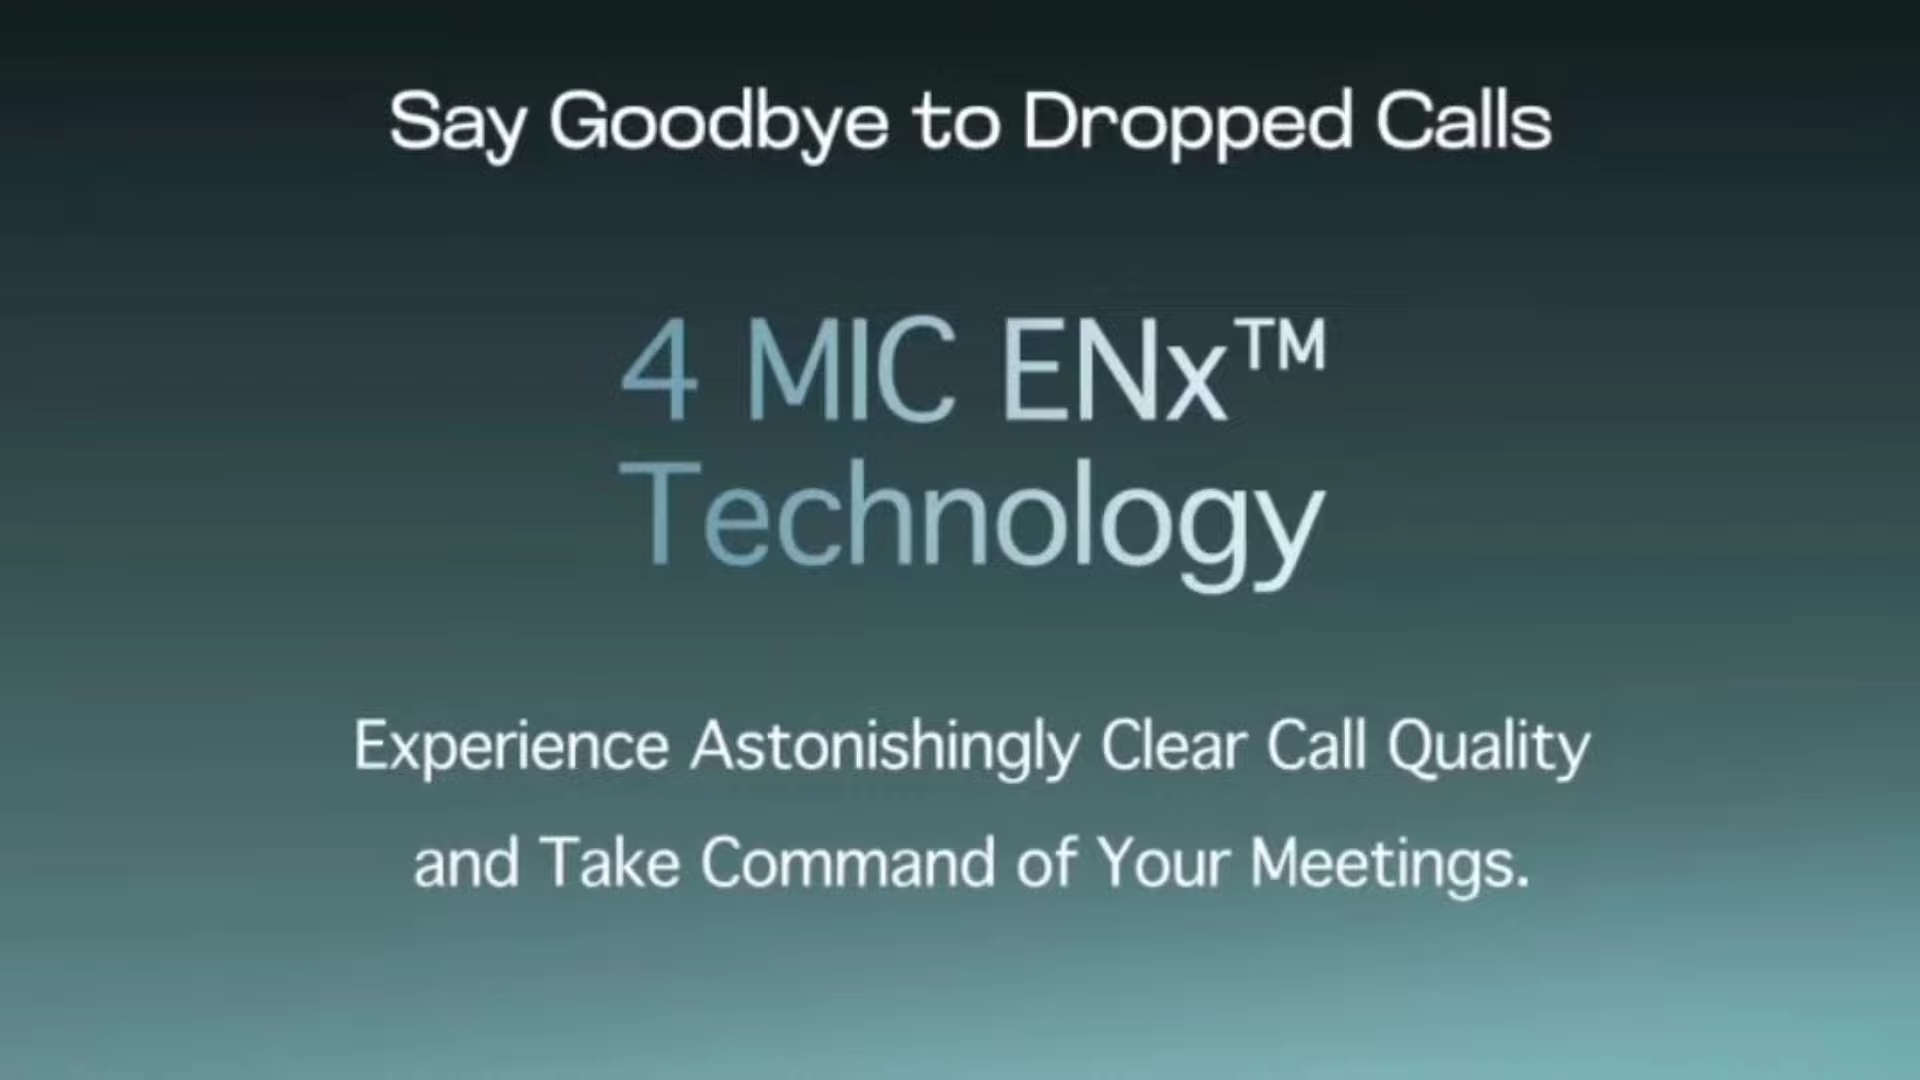 Say Goodbye to Dropped Calls
4 MIC ENx™
Technology
Experience Astonishingly Clear Call Quality
and Take Command of Your Meetings.